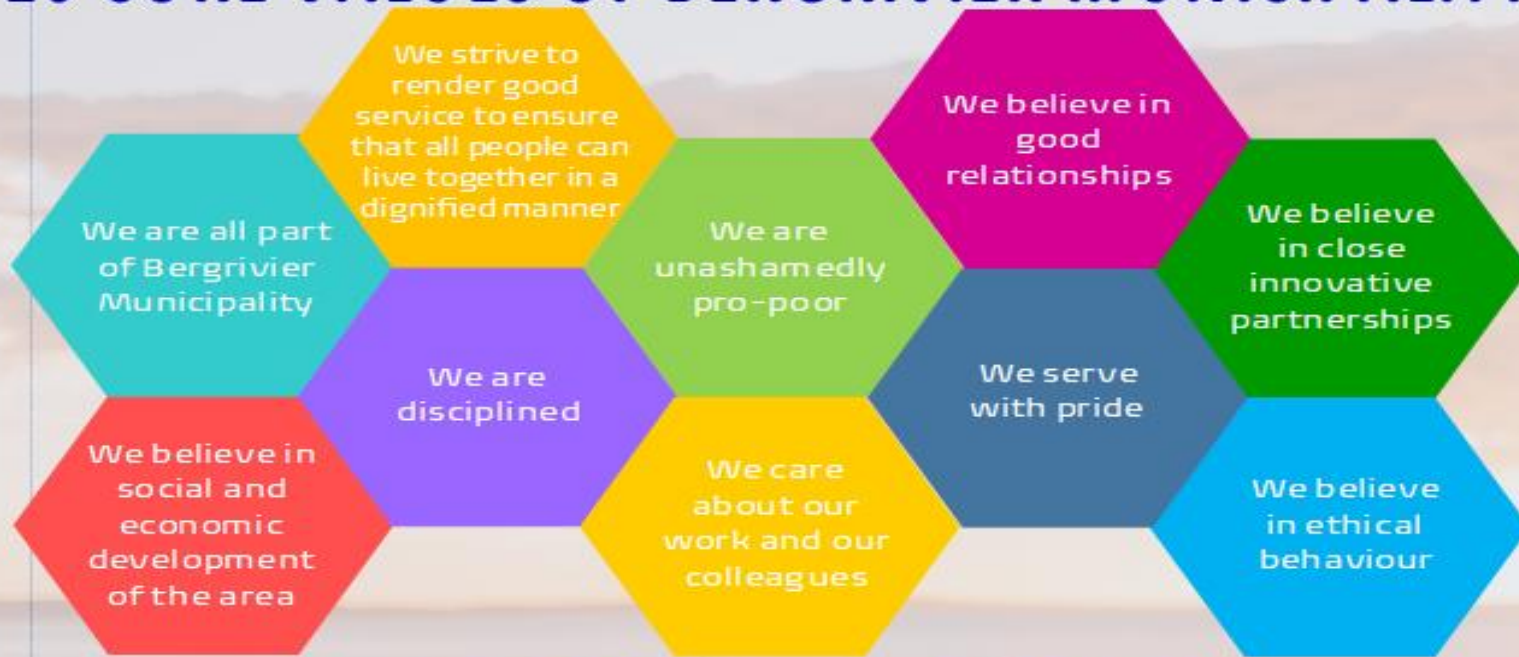 We strive to
render good
service to ensure
that all people can
live together in a
dignified manner
We believe in
good
relationships
We are all part
of Bergrivier
Municipality
We are
unashamedly
pro-poor
We believe
in close
innovative
partnerships
We are
disciplined
We serve
with pride
We believe in
social and
economic
development
of the area
We care
about our
work and our
colleagues
We believe
in ethical
behaviour